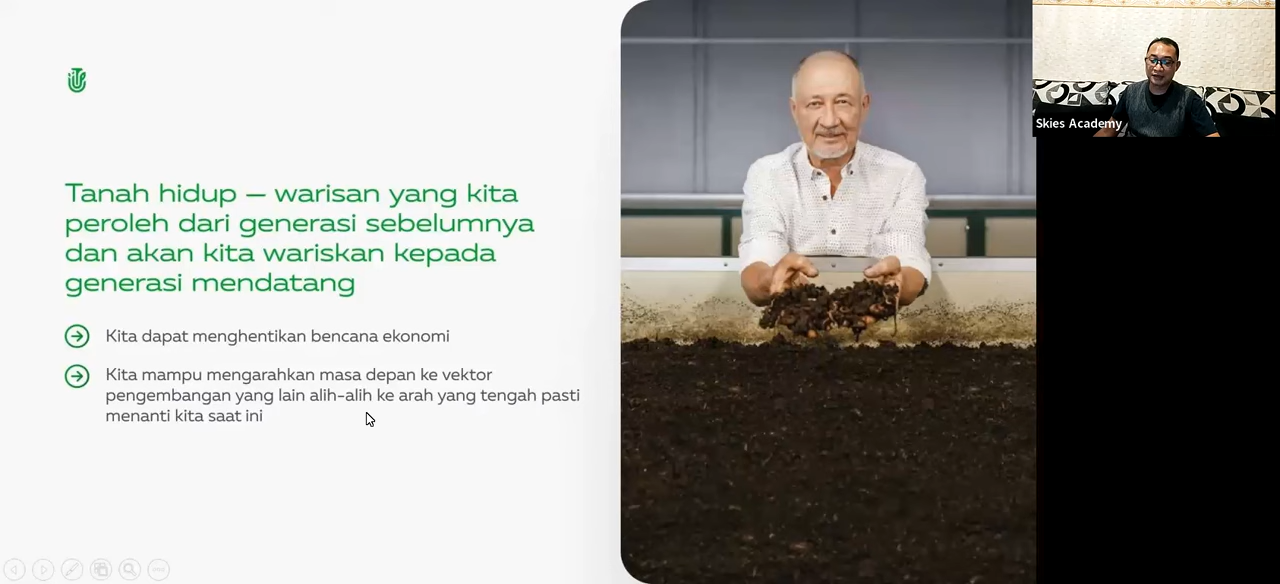 Tanah hidup — warisan yang kita
peroleh dari generasi sebelumnya
dan akan kita wariskan kepada
generasi mendatang
Kita dapat menghentikan bencana ekonomi
Kita mampu mengarahkan masa depan ke vektor
pengembangan yang lain alih-alih ke arah yang tengah pasti
menanti kita saat ini
Skies Academy